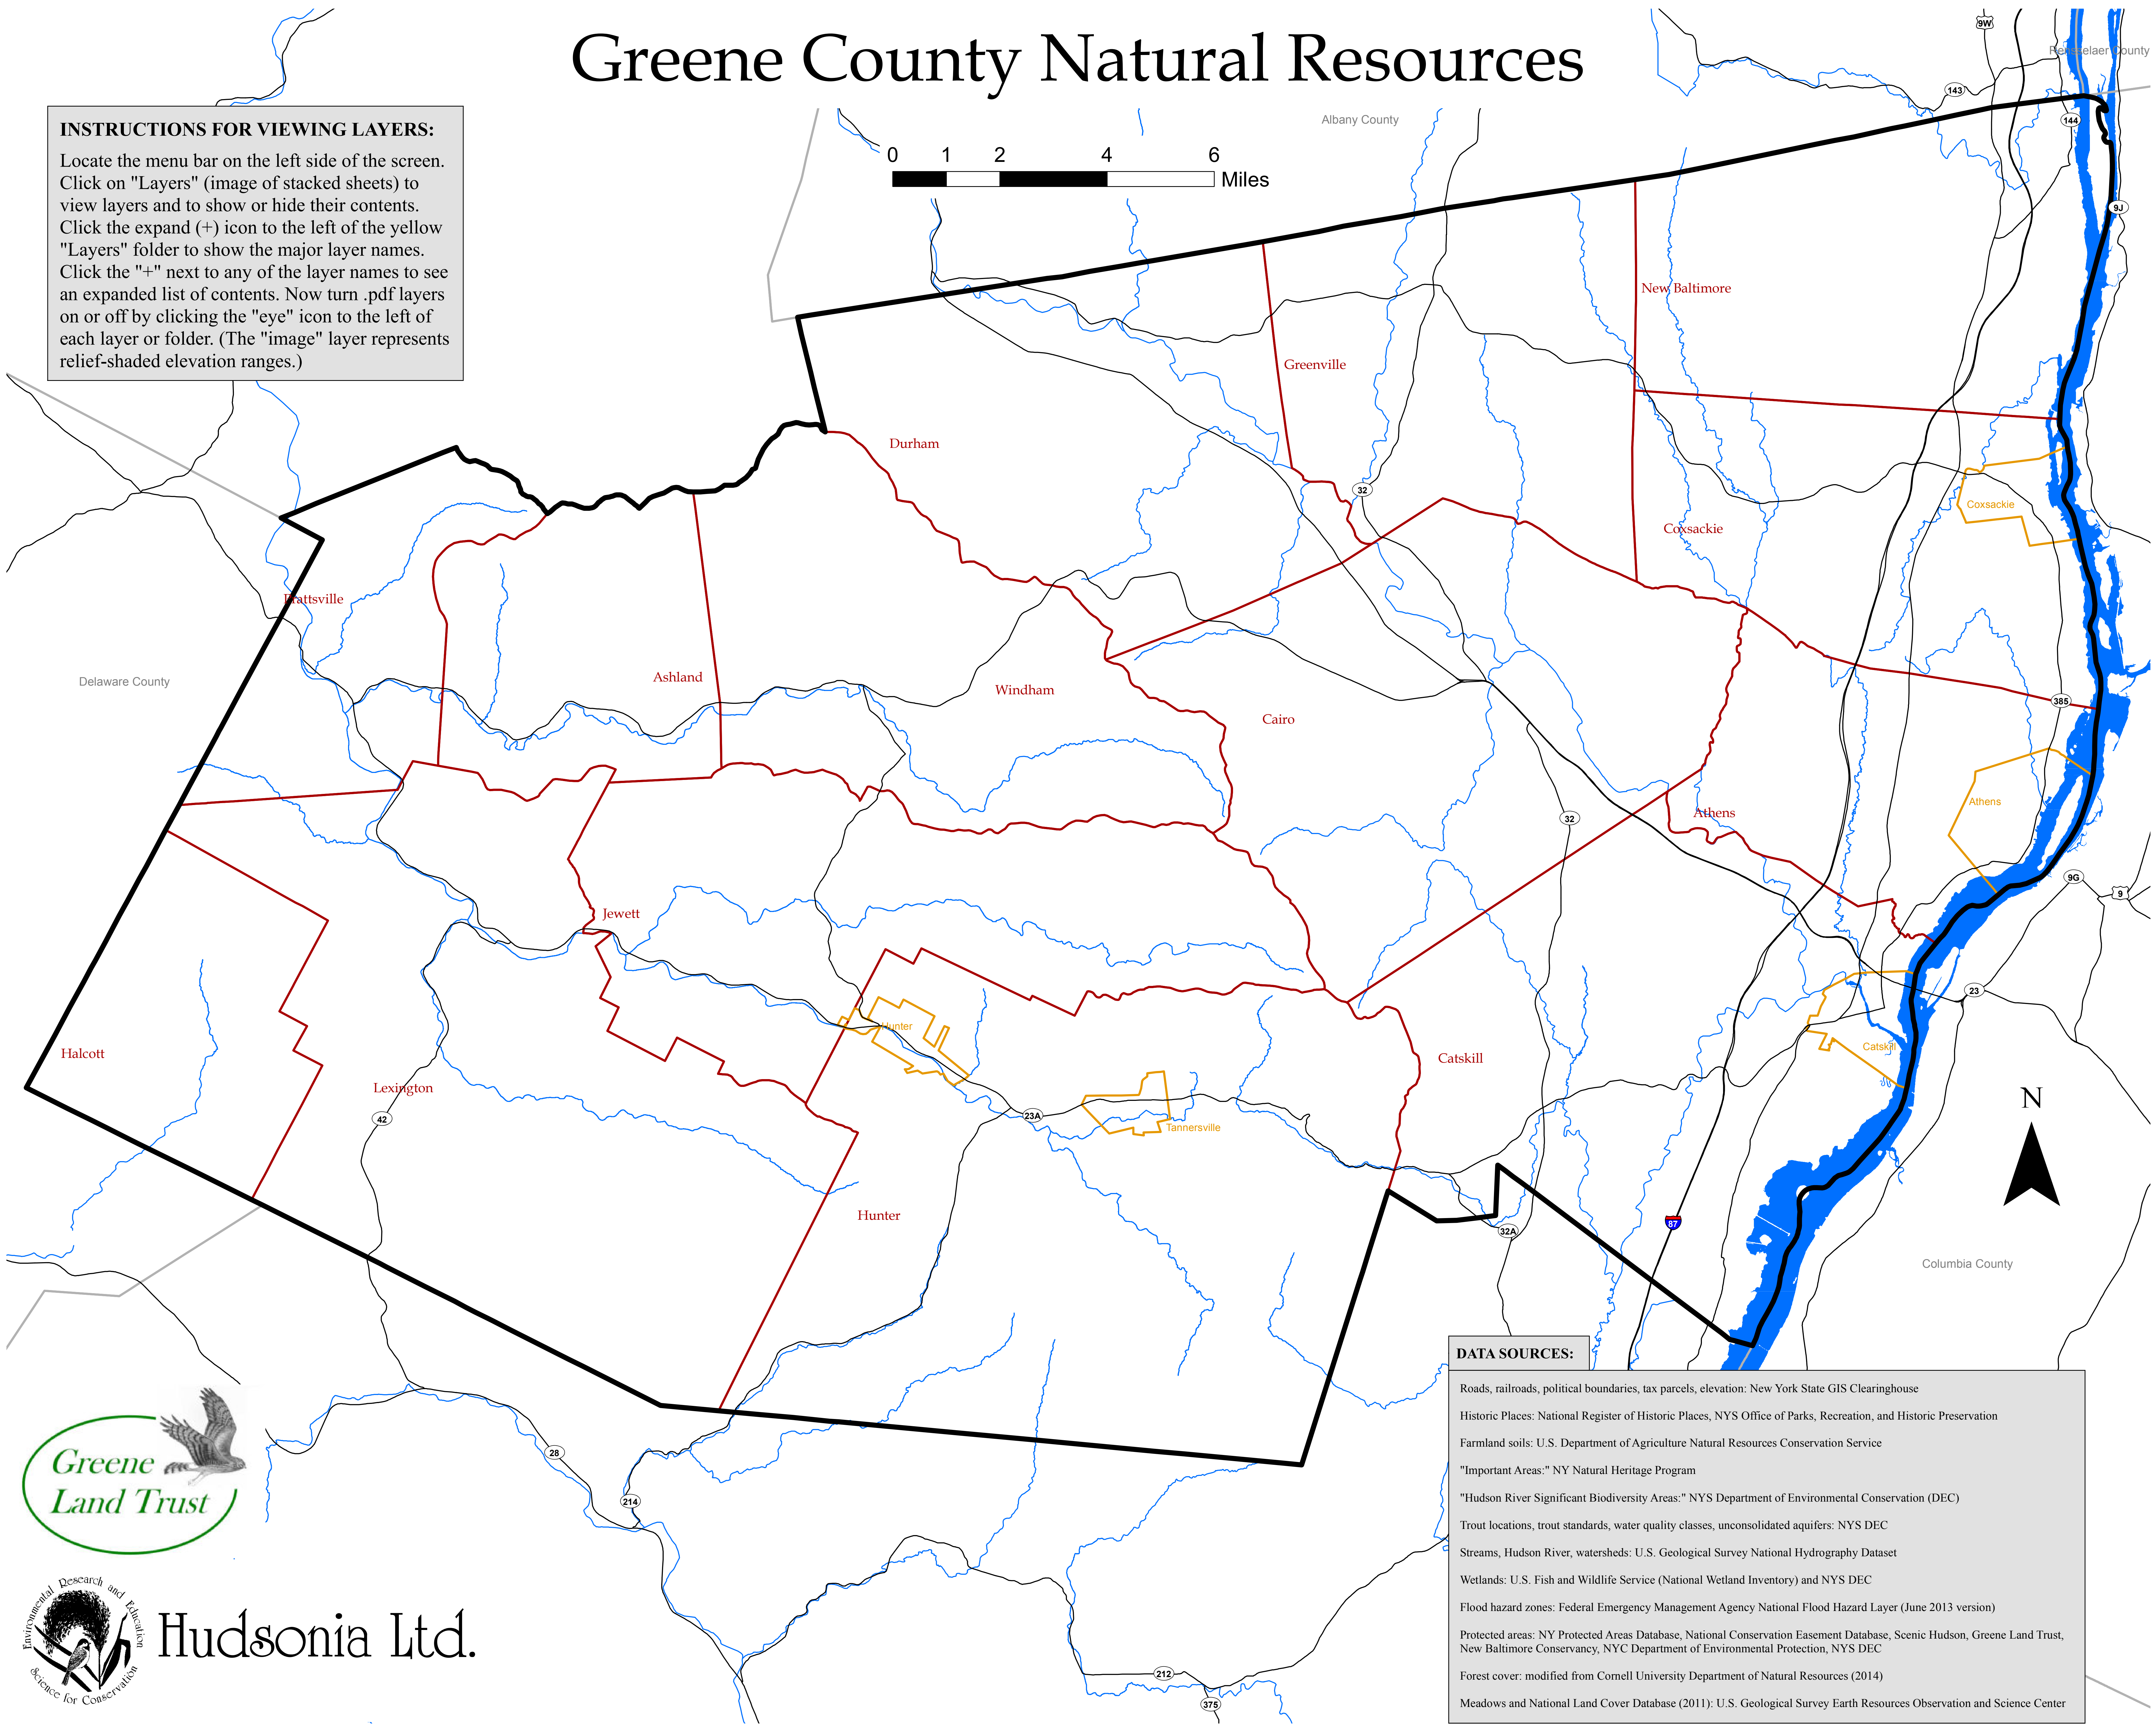 Greene County Natural Resources
INSTRUCTIONS FOR VIEWING LAYERS:
Locate the menu bar on the left side of the screen.
Click on "Layers" (image of stacked sheets) to
view layers and to show or hide their contents.
Click the expand (+) icon to the left of the yellow
"Layers" folder to show the major layer names.
Click the "+" next to any of the layer names to see
an expanded list of contents. Now turn .pdf layers
on or off by clicking the "eye" icon to the left of
each layer or folder. (The "image" layer represents
relief-shaded elevation ranges.)
0 1 2 4 6
Miles
Albany County
Rensselaer County
9W
143
144
9J
New Baltimore
Greenville
Durham
32
Coxsackie
Coxsackie
Prattsville
Delaware County
Ashland
Windham
Cairo
385
Athens
Athens
32
9G
9
Jewett
23
Hunter
Catskill
Catskill
Halcott
Lexington
42
23A
Tannersville
N
Hunter
32A
87
Columbia County
28
214
212
375
Greene
Land Trust
Environmental Research and Education
Science for Conservation
Hudsonia Ltd.
DATA SOURCES:
Roads, railroads, political boundaries, tax parcels, elevation: New York State GIS Clearinghouse
Historic Places: National Register of Historic Places, NYS Office of Parks, Recreation, and Historic Preservation
Farmland soils: U.S. Department of Agriculture Natural Resources Conservation Service
"Important Areas:" NY Natural Heritage Program
"Hudson River Significant Biodiversity Areas:" NYS Department of Environmental Conservation (DEC)
Trout locations, trout standards, water quality classes, unconsolidated aquifers: NYS DEC
Streams, Hudson River, watersheds: U.S. Geological Survey National Hydrography Dataset
Wetlands: U.S. Fish and Wildlife Service (National Wetland Inventory) and NYS DEC
Flood hazard zones: Federal Emergency Management Agency National Flood Hazard Layer (June 2013 version)
Protected areas: NY Protected Areas Database, National Conservation Easement Database, Scenic Hudson, Greene Land Trust,
New Baltimore Conservancy, NYC Department of Environmental Protection, NYS DEC
Forest cover: modified from Cornell University Department of Natural Resources (2014)
Meadows and National Land Cover Database (2011): U.S. Geological Survey Earth Resources Observation and Science Center